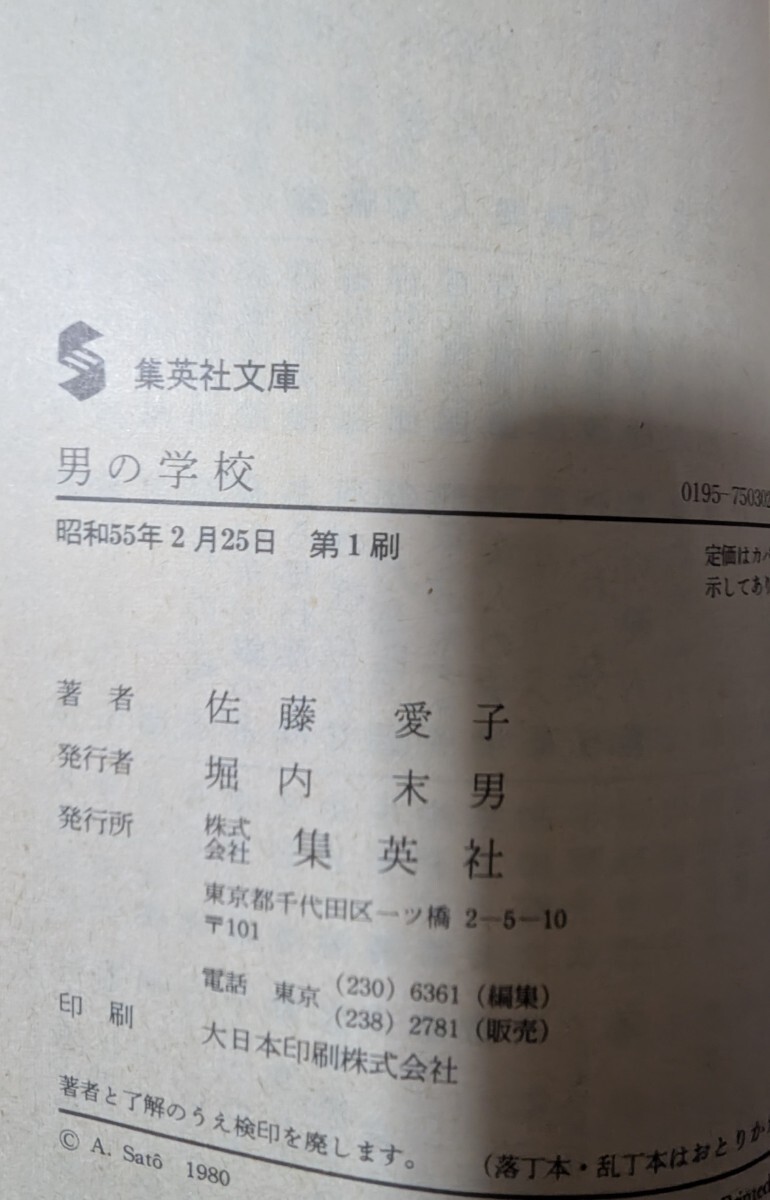 集英社文庫
男の学校
0195-750302
昭和55年2月25日 第1刷
定価はカバ
示してあり
著者 佐藤愛子
発行者 堀内末男
発行所 株式会社 集英社
東京都千代田区一ツ橋 2-5-10
〒101
電話 東京 (230) 6361 (編集)
(238) 2781 (販売)
印刷 大日本印刷株式会社
著者と了解のうえ検印を廃します。
© A. Satô 1980
(落丁本・乱丁本はおとりか
Printed